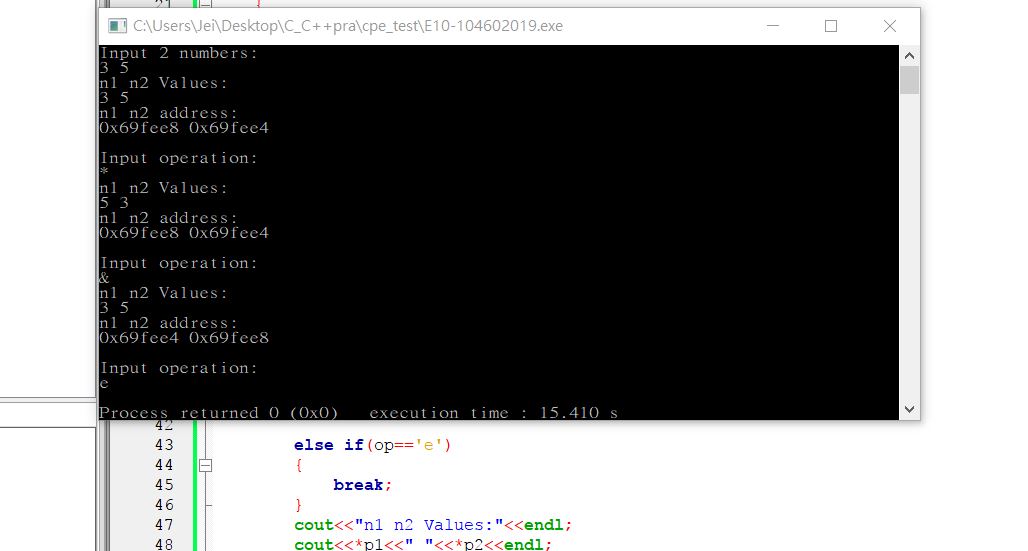 C:\Users\Jei\Desktop\C_C++pra\cpe_test\E10-104602019.exe
Input 2 numbers:
3 5
n1 n2 Values:
3 5
n1 n2 address:
0x69fee8 0x69fee4
Input operation:
*
n1 n2 Values:
5 3
n1 n2 address:
0x69fee8 0x69fee4
Input operation:
&
n1 n2 Values:
3 5
n1 n2 address:
0x69fee4 0x69fee8
Input operation:
e
Process returned 0 (0x0)   execution time : 15.410 s
42
43 else if(op=='e')
44 {
45 break;
46 }
47 cout<<"n1 n2 Values:"<<endl;
48 cout<<*p1<<" "<<*p2<<endl;